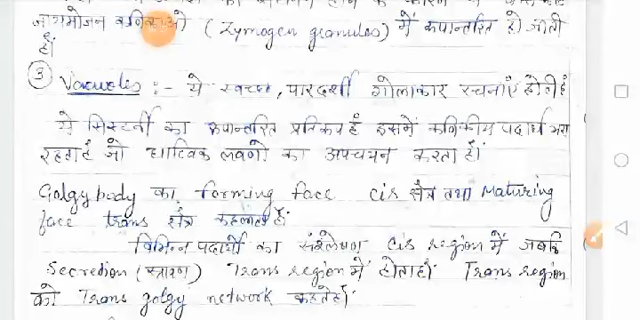 जायमोजन कणिकाओ (Zymogen granules) में रूपान्तरित हो जाती
है।
③ Vacuoles :- ये स्वच्छ, पारदर्शी गोलाकार रचनाएँ होती है
ये सिस्टर्नी का रूपान्तरित प्रतिरूप है इसमें कणिकीय पदार्थ भरा
रहता है जो धात्विक लवणो का अपचयन करता है।
Golgybody का forming face cis क्षेत्र तथा Maturing
face trans क्षेत्र कहलाता है।
विभिन्न पदार्थो का संश्लेषण cis region में जबकि
Secretion (स्त्रावण) Trans region में होता है। Trans region
को Trans golgy network कहते है।